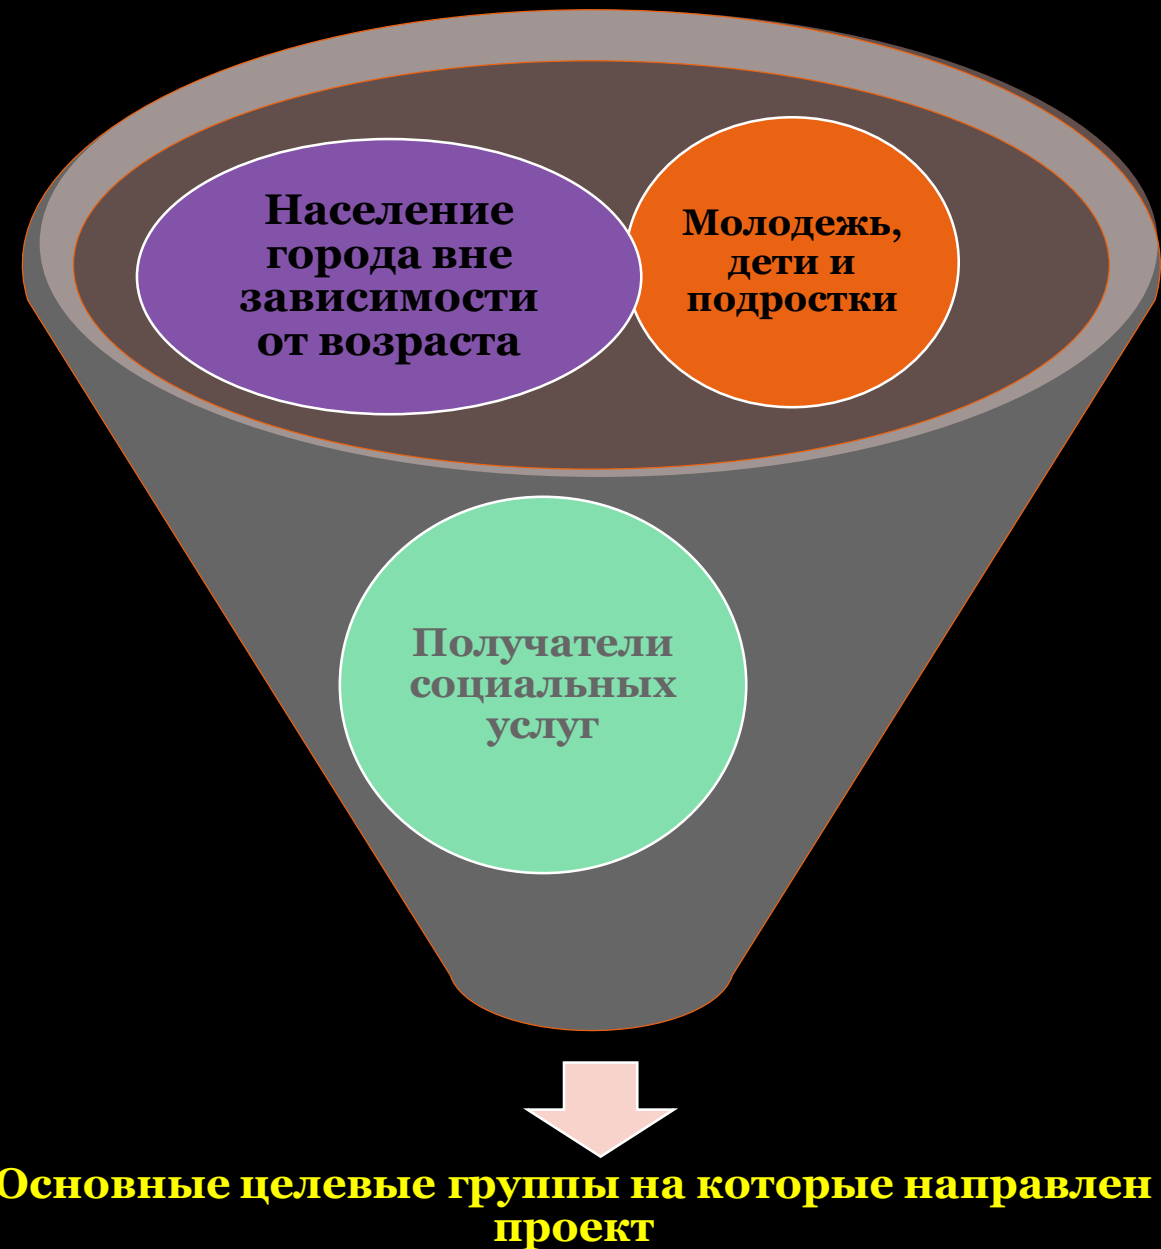 Население
города вне
зависимости
от возраста
Молодежь,
дети и
подростки
Получатели
социальных
услуг
Основные целевые группы на которые направлен
проект